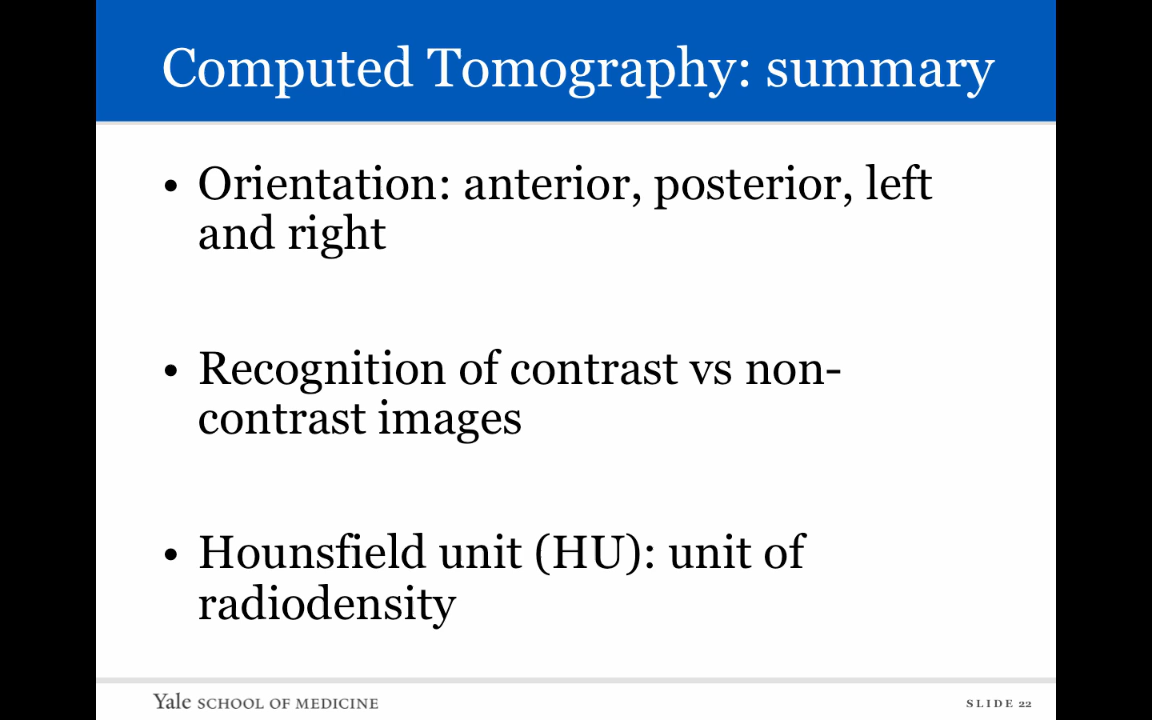 Computed Tomography: summary
• Orientation: anterior, posterior, left
and right
• Recognition of contrast vs non-
contrast images
• Hounsfield unit (HU): unit of
radiodensity
Yale SCHOOL OF MEDICINE
SLIDE 22